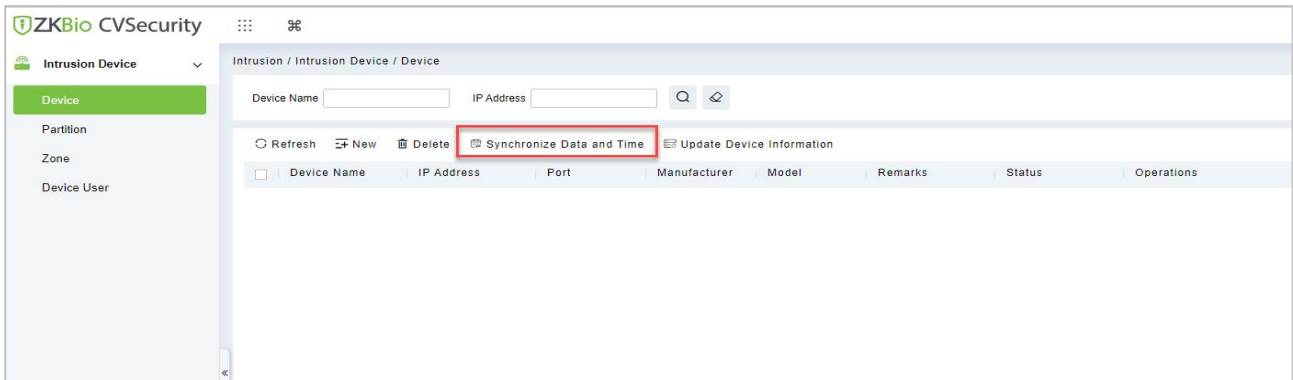 ZKBio CVSecurity
Intrusion Device
Intrusion / Intrusion Device / Device
Device
Partition
Zone
Device User
Device Name IP Address
Refresh New Delete Synchronize Data and Time Update Device Information
Device Name IP Address Port Manufacturer Model Remarks Status Operations